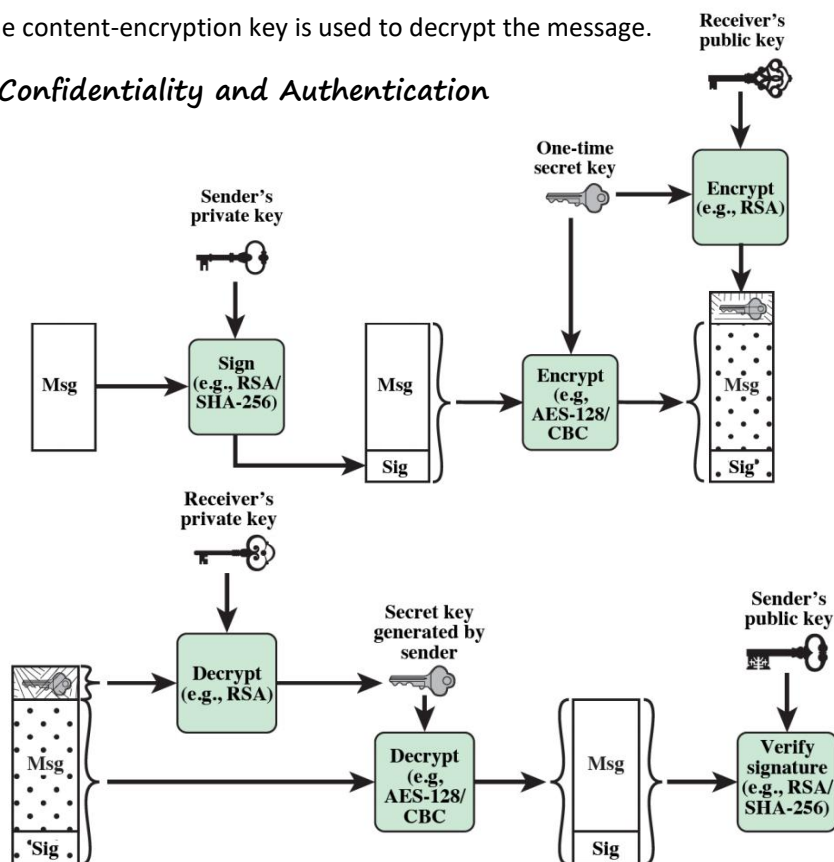 e content-encryption key is used to decrypt the message.
Confidentiality and Authentication
Receiver's
public key
One-time
secret key
Encrypt
(e.g., RSA)
Sender's
private key
Msg
Sign
(e.g., RSA/
SHA-256)
Msg
Sig
Encrypt
(e.g,
AES-128/
CBC
Msg
Sig
Receiver's
private key
Decrypt
(e.g., RSA)
Secret key
generated by
sender
Sender's
public key
Msg
Sig
Decrypt
(e.g,
AES-128/
CBC
Msg
Sig
Verify
signature
(e.g., RSA/
SHA-256)